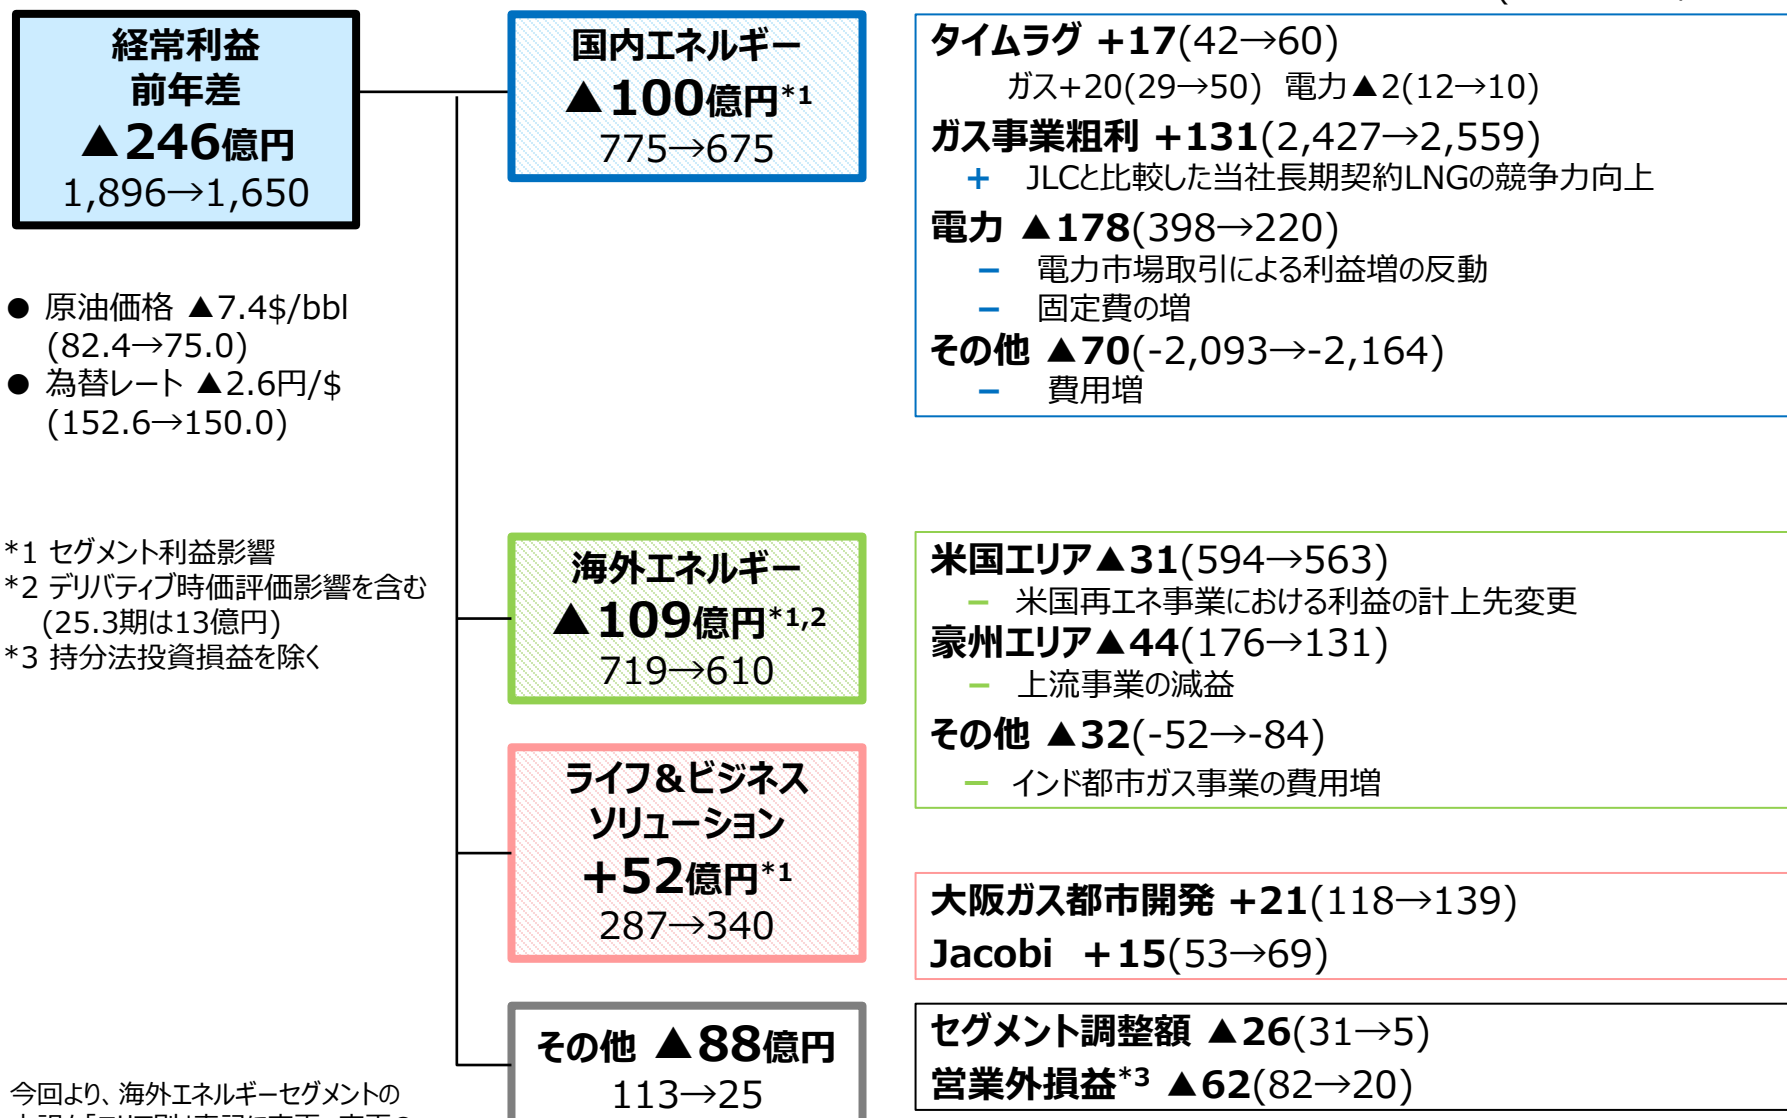 経常利益
前年差
▲246億円
1,896→1,650
● 原油価格 ▲7.4$/bbl
(82.4→75.0)
● 為替レート ▲2.6円/$
(152.6→150.0)
*1 セグメント利益影響
*2 デリバティブ時価評価影響を含む
(25.3期は13億円)
*3 持分法投資損益を除く
今回より、海外エネルギーセグメントの
国内エネルギー
▲100億円*1
775→675
タイムラグ +17(42→60)
ガス+20(29→50) 電力▲2(12→10)
ガス事業粗利 +131(2,427→2,559)
+ JLCと比較した当社長期契約LNGの競争力向上
電力 ▲178(398→220)
− 電力市場取引による利益増の反動
− 固定費の増
その他 ▲70(-2,093→-2,164)
− 費用増
海外エネルギー
▲109億円*1,2
719→610
米国エリア▲31(594→563)
− 米国再エネ事業における利益の計上先変更
豪州エリア▲44(176→131)
− 上流事業の減益
その他 ▲32(-52→-84)
− インド都市ガス事業の費用増
ライフ&ビジネス
ソリューション
+52億円*1
287→340
大阪ガス都市開発 +21(118→139)
Jacobi +15(53→69)
その他 ▲88億円
113→25
セグメント調整額 ▲26(31→5)
営業外損益*3 ▲62(82→20)